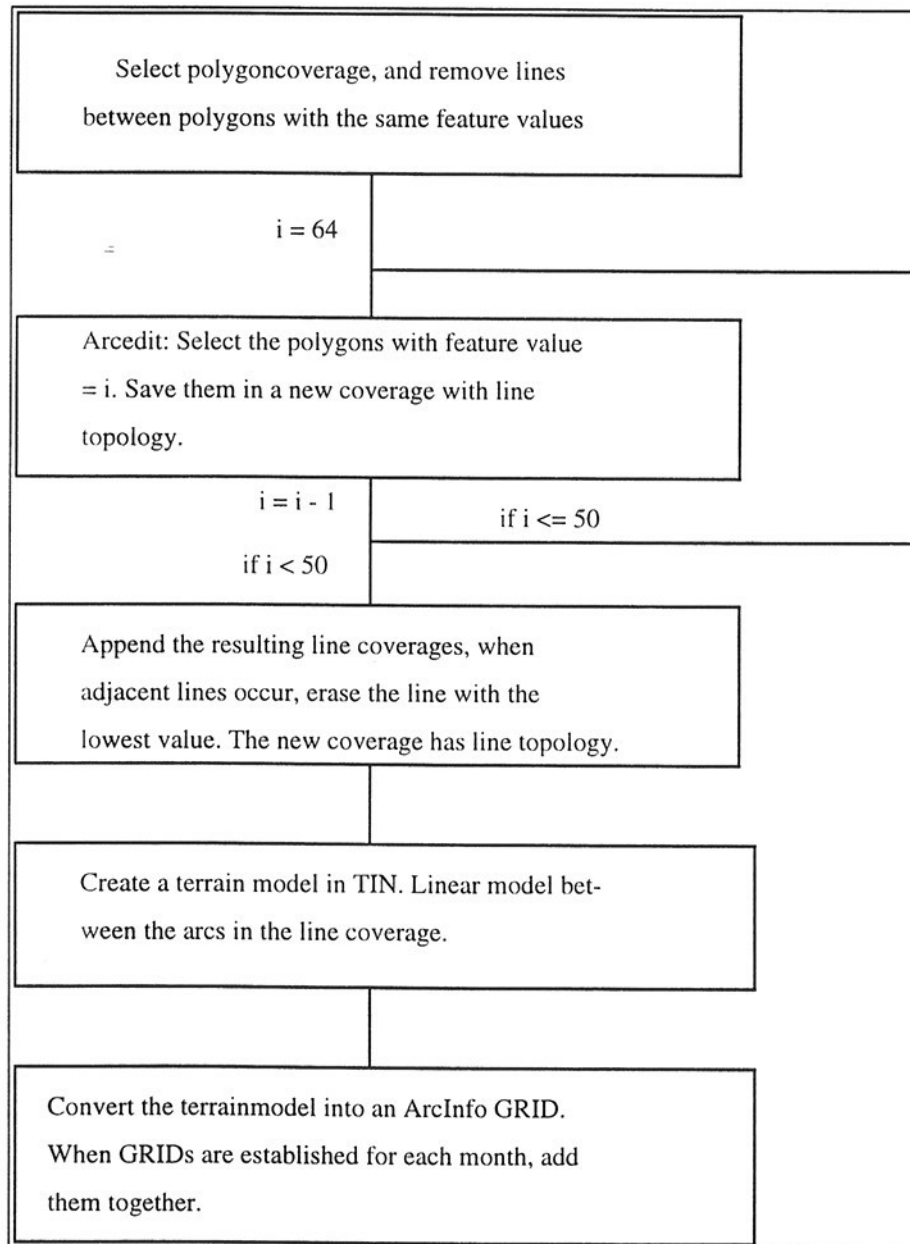 Select polygoncoverage, and remove lines
between polygons with the same feature values
i = 64
Arcedit: Select the polygons with feature value
= i. Save them in a new coverage with line
topology.
i = i - 1
if i <= 50
if i < 50
Append the resulting line coverages, when
adjacent lines occur, erase the line with the
lowest value. The new coverage has line topology.
Create a terrain model in TIN. Linear model bet-
ween the arcs in the line coverage.
Convert the terrainmodel into an ArcInfo GRID.
When GRIDs are established for each month, add
them together.